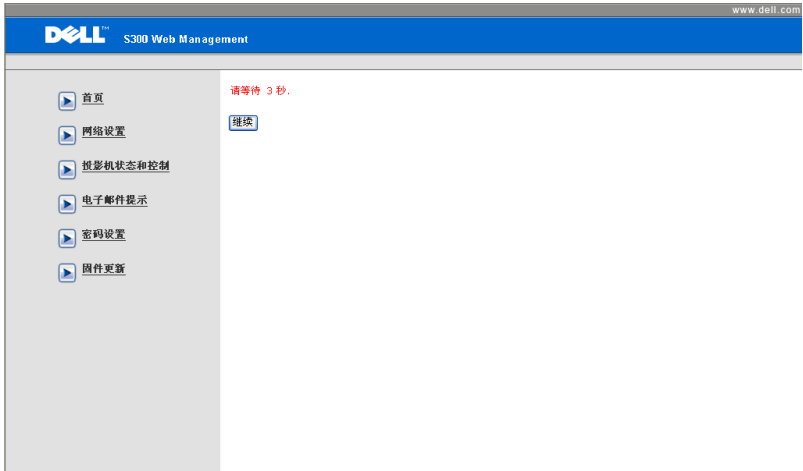 www.dell.com
DELL™ S300 Web Management
首页
网络设置
投影机状态和控制
电子邮件提示
密码设置
固件更新
请等待 3 秒.
继续